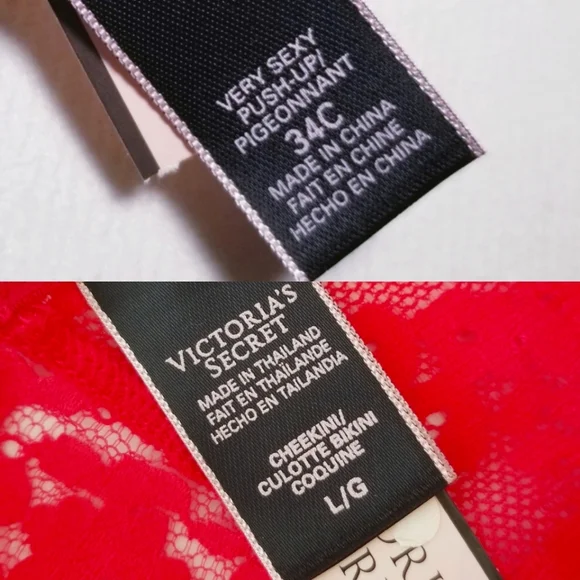 VERY SEXY
PUSH-UP/
PIGEONNANT
34C
MADE IN CHINA
FAIT EN CHINE
HECHO EN CHINA
VICTORIA'S
SECRET
MADE IN THAILAND
FAIT EN THAÏLANDE
HECHO EN TAILANDIA
CHEEKINI/
CULOTTE BIKINI
COQUINE
L/G